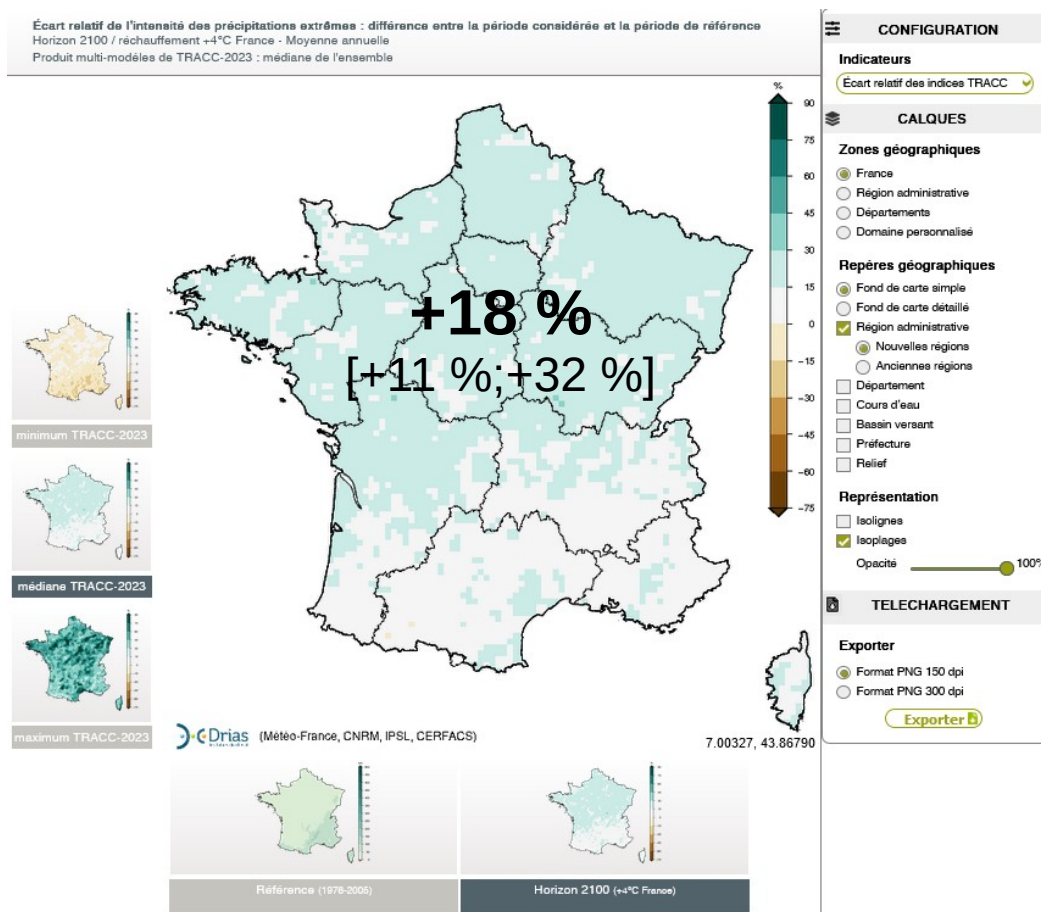 Écart relatif de l'intensité des précipitations extrêmes : différence entre la période considérée et la période de référence
Horizon 2100 / réchauffement +4°C France - Moyenne annuelle
Produit multi-modèles de TRACC-2023 : médiane de l'ensemble
%
90
75
60
45
30
15
0
-15
-30
-45
-60
-75
+18 %
[+11 %;+32 %]
minimum TRACC-2023
médiane TRACC-2023
maximum TRACC-2023
Drias (Météo-France, CNRM, IPSL, CERFACS)
7.00327, 43.86790
Référence (1976-2005)
Horizon 2100 (+4°C France)
CONFIGURATION
Indicateurs
Écart relatif des indices TRACC
CALQUES
Zones géographiques
France
Région administrative
Départements
Domaine personnalisé
Repères géographiques
Fond de carte simple
Fond de carte détaillé
Région administrative
Nouvelles régions
Anciennes régions
Département
Cours d'eau
Bassin versant
Préfecture
Relief
Représentation
Isolignes
Isoplages
Opacité 100%
TELECHARGEMENT
Exporter
Format PNG 150 dpi
Format PNG 300 dpi
Exporter